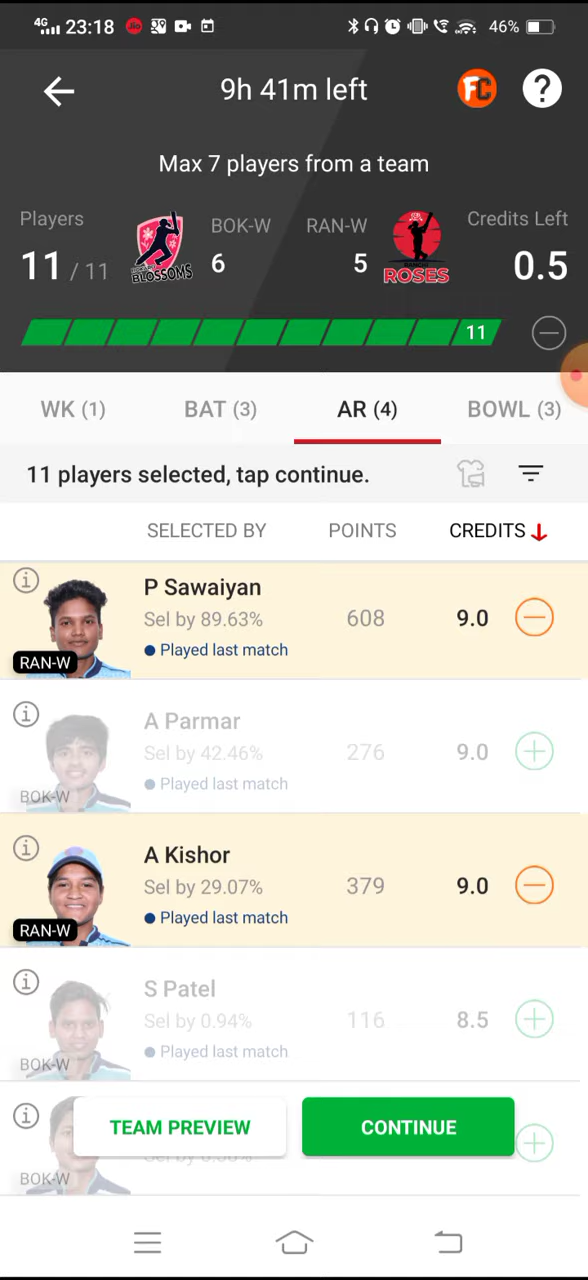 4G 23:18 Jio 46%
9h 41m left FC ?
Max 7 players from a team
Players BOK-W RAN-W Credits Left
11 / 11 BLOSSOMS 6 5 ROSES 0.5
11
WK (1) BAT (3) AR (4) BOWL (3)
11 players selected, tap continue.
SELECTED BY POINTS CREDITS
P Sawaiyan
Sel by 89.63% 608 9.0
Played last match
RAN-W
A Parmar
Sel by 42.46% 276 9.0
Played last match
BOK-W
A Kishor
Sel by 29.07% 379 9.0
Played last match
RAN-W
S Patel
Sel by 0.94% 116 8.5
Played last match
BOK-W
TEAM PREVIEW CONTINUE
BOK-W